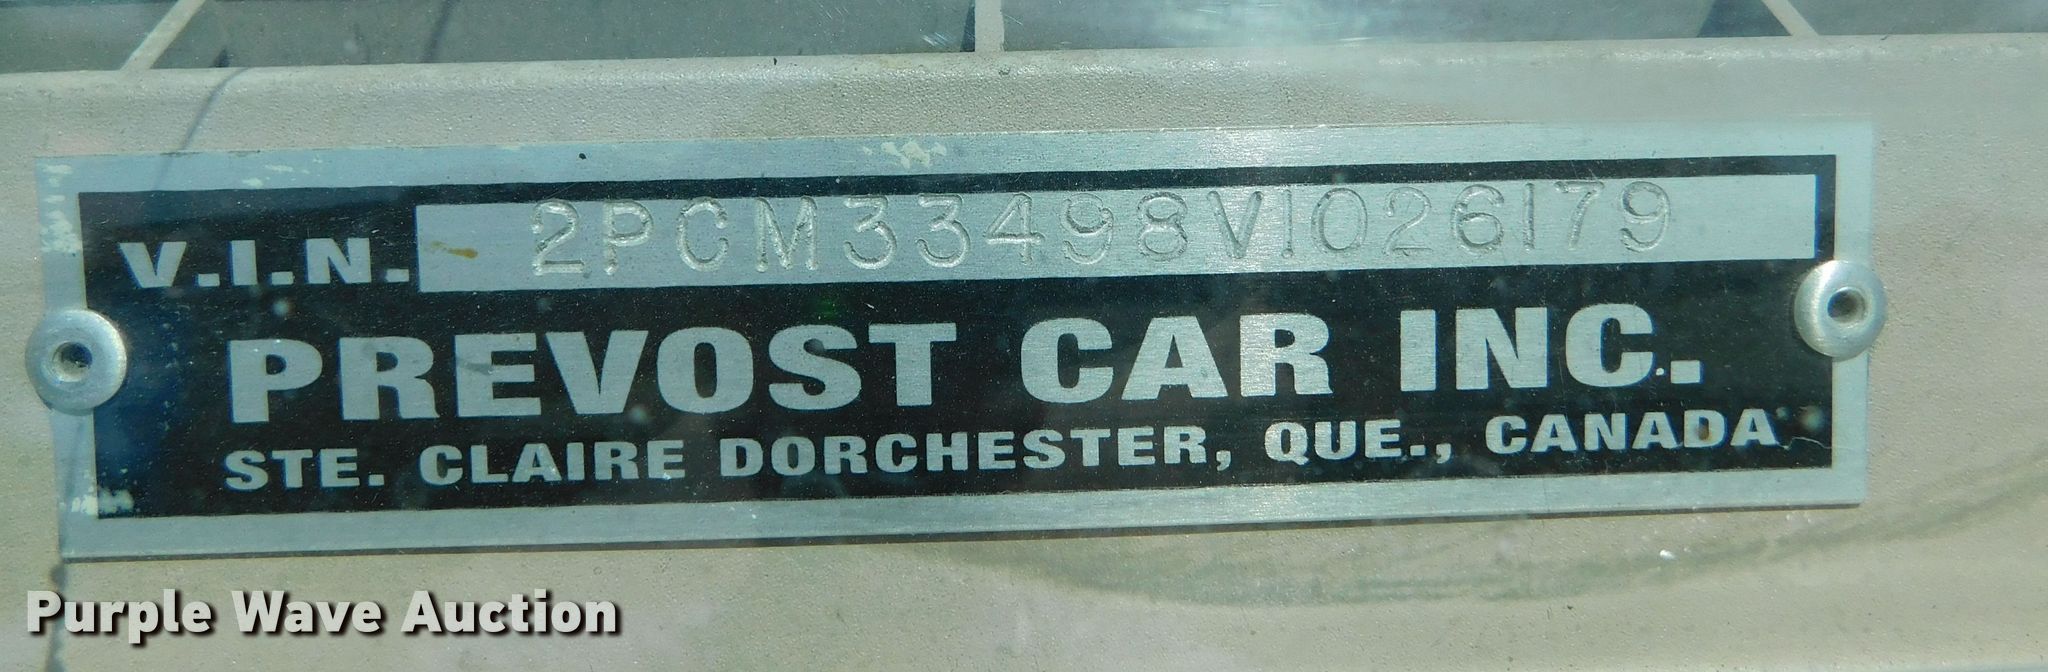 V.I.N. 2PCM33498V1026179
PREVOST CAR INC.
STE. CLAIRE DORCHESTER, QUE., CANADA
Purple Wave Auction